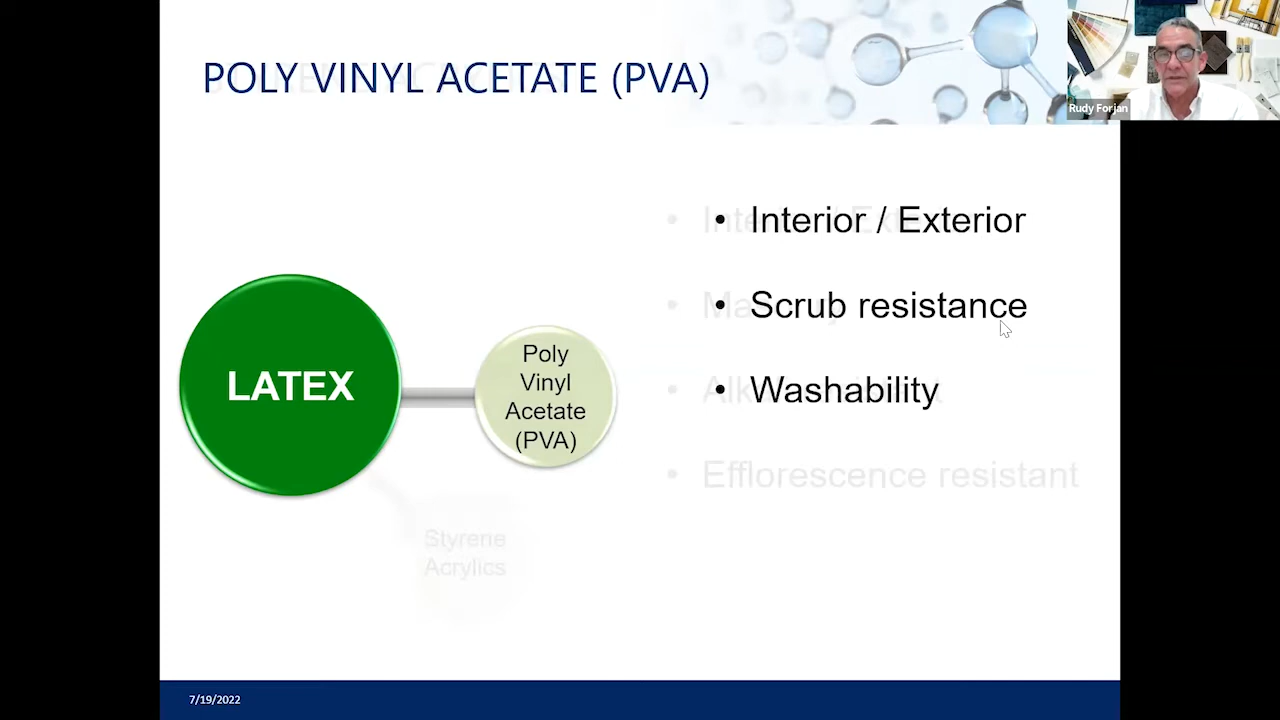 POLY VINYL ACETATE (PVA)
Rudy Forjan
• Interior / Exterior
• Scrub resistance
• Washability
• Efflorescence resistant
LATEX
Poly
Vinyl
Acetate
(PVA)
Styrene
Acrylics
7/19/2022